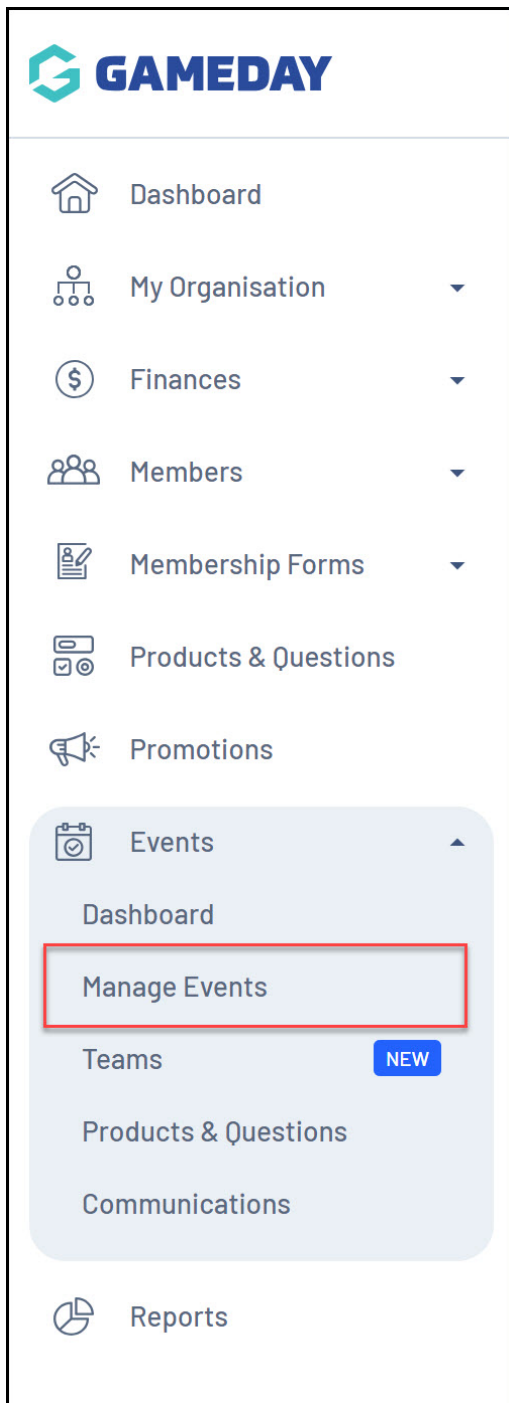 GAMEDAY
Dashboard
My Organisation
Finances
Members
Membership Forms
Products & Questions
Promotions
Events
Dashboard
Manage Events
Teams NEW
Products & Questions
Communications
Reports